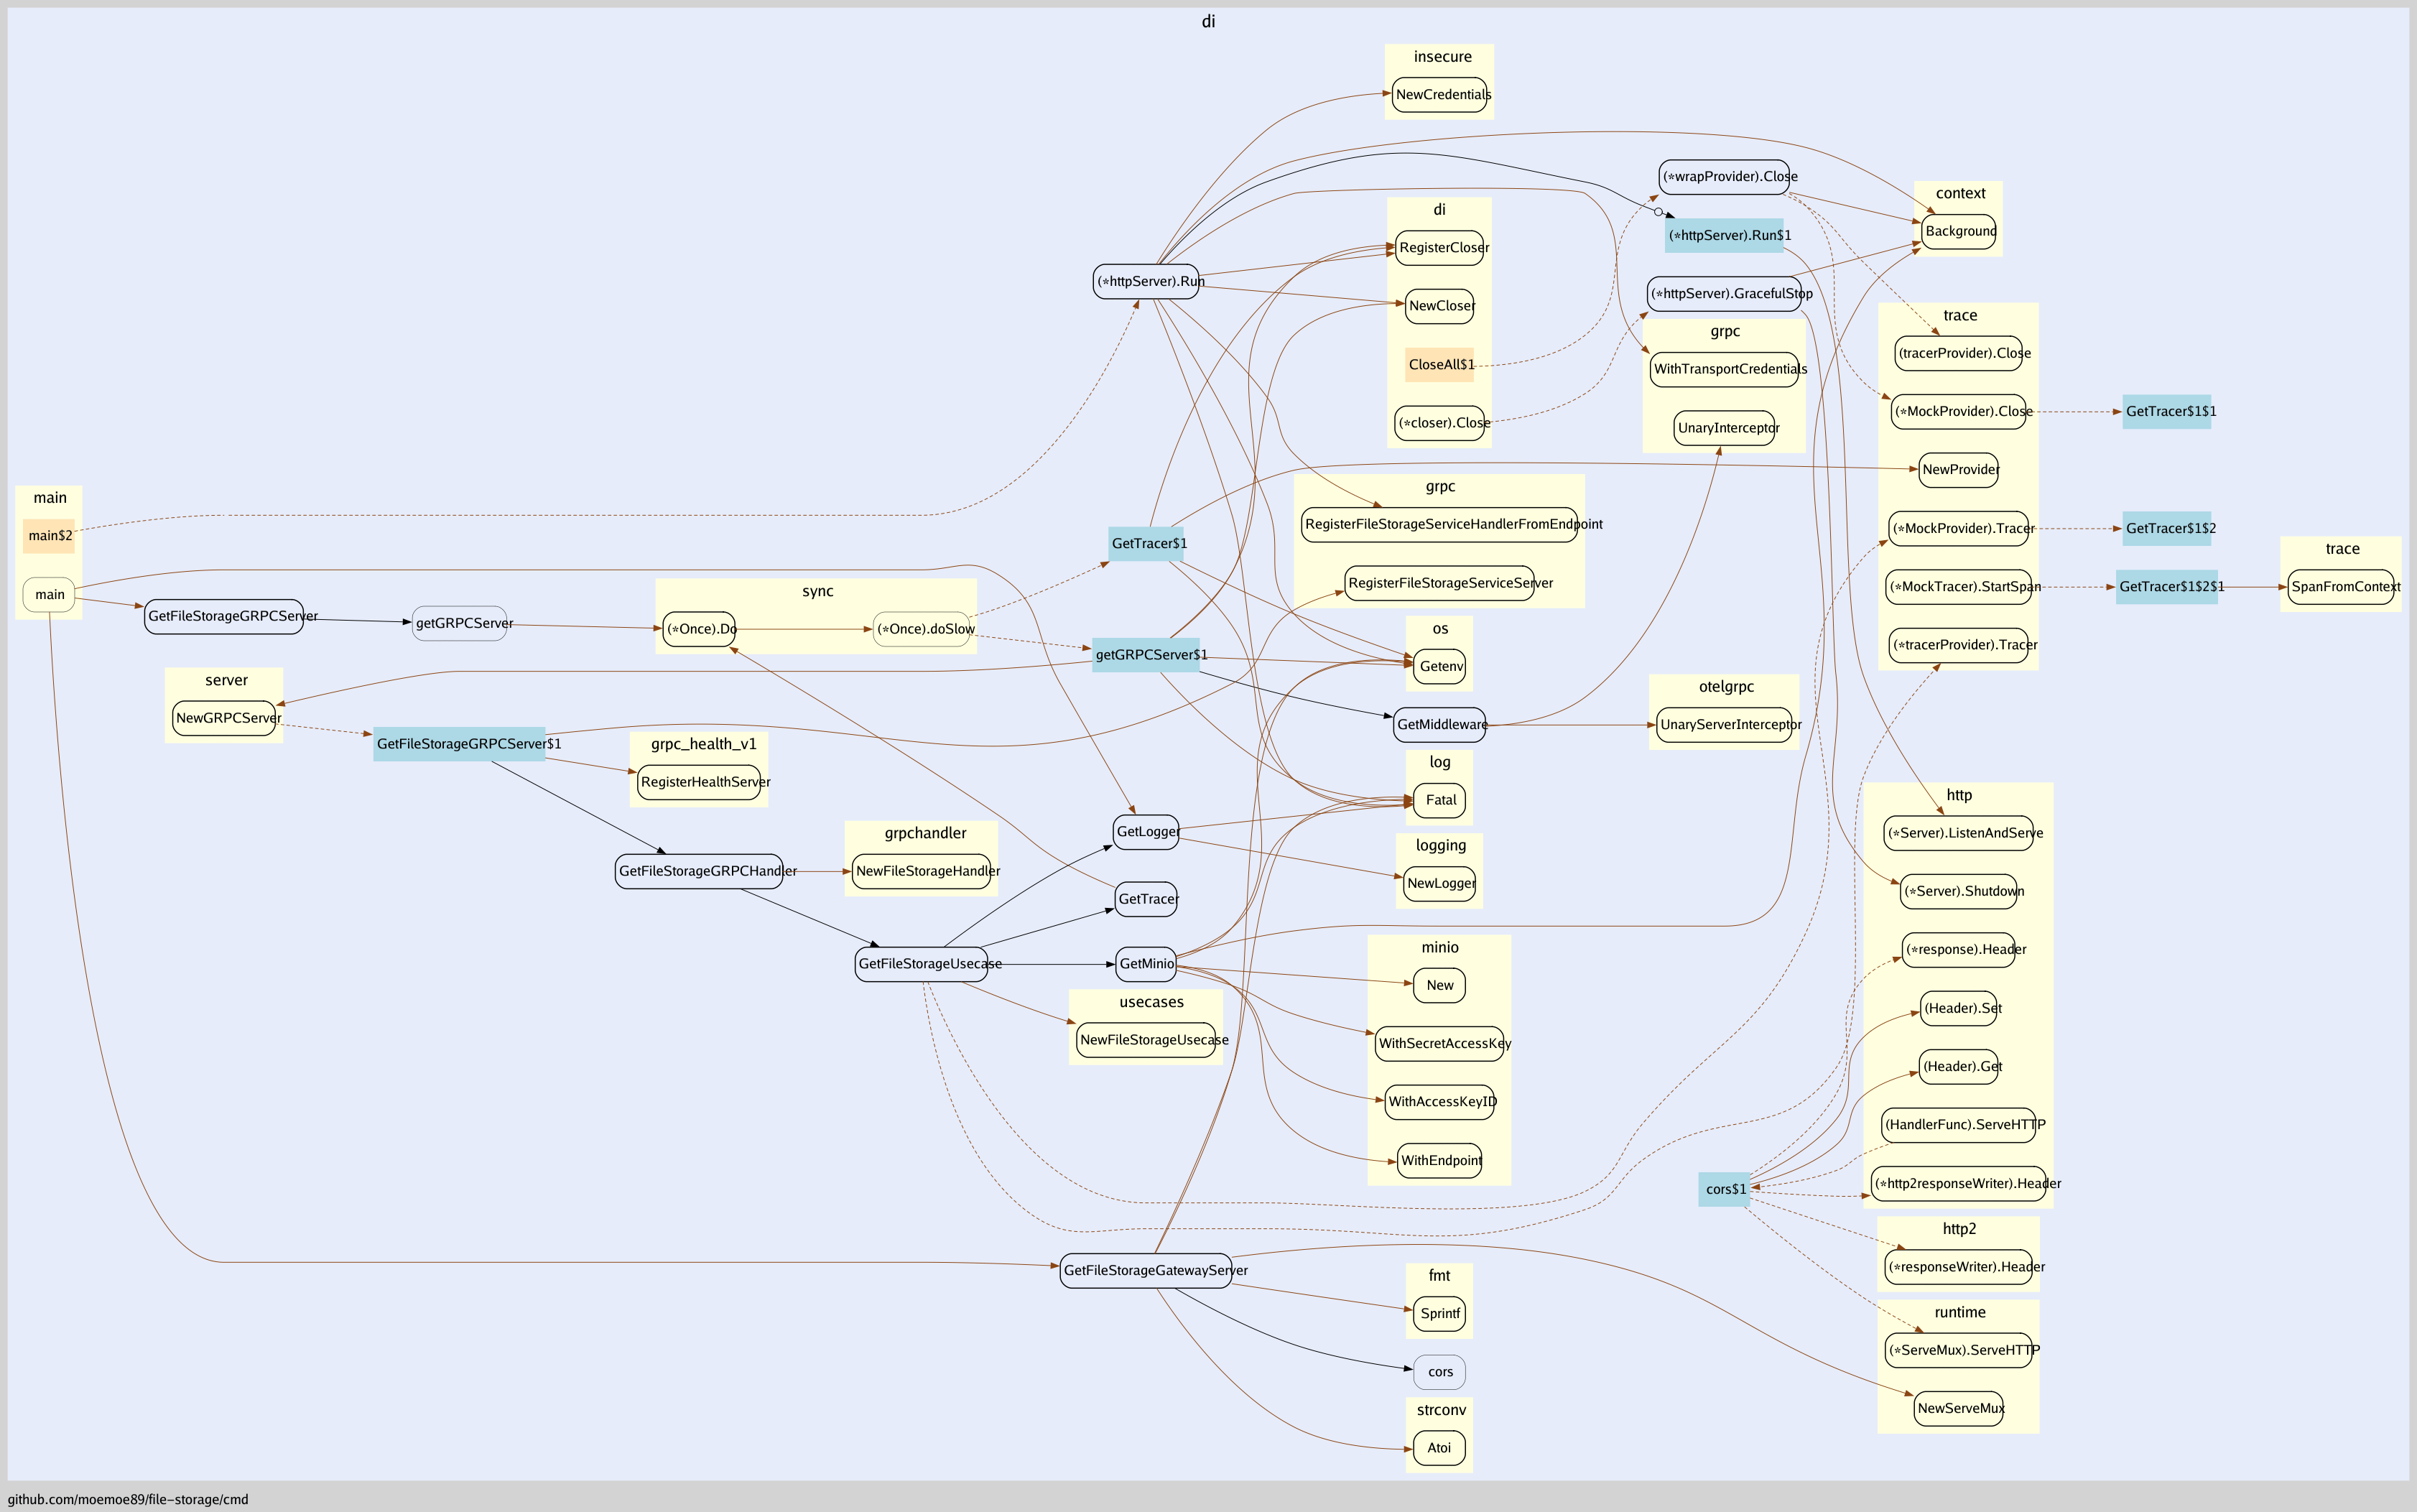 di
insecure
NewCredentials
(*wrapProvider).Close
context
di
(*httpServer).Run$1
Background
RegisterCloser
(*httpServer).Run
(*httpServer).GracefulStop
NewCloser
trace
grpc
(tracerProvider).Close
CloseAll$1
WithTransportCredentials
(*MockProvider).Close
GetTracer$1$1
(*closer).Close
UnaryInterceptor
NewProvider
main
grpc
main$2
RegisterFileStorageServiceHandlerFromEndpoint
(*MockProvider).Tracer
GetTracer$1$2
GetTracer$1
trace
main
RegisterFileStorageServiceServer
(*MockTracer).StartSpan
GetTracer$1$2$1
SpanFromContext
sync
GetFileStorageGRPCServer
getGRPCServer
(*Once).Do
(*Once).doSlow
os
(*tracerProvider).Tracer
getGRPCServer$1
Getenv
server
otelgrpc
NewGRPCServer
GetMiddleware
UnaryServerInterceptor
GetFileStorageGRPCServer$1
grpc_health_v1
RegisterHealthServer
log
Fatal
http
grpchandler
GetLogger
(*Server).ListenAndServe
logging
GetFileStorageGRPCHandler
NewFileStorageHandler
NewLogger
(*Server).Shutdown
GetTracer
minio
(*response).Header
GetFileStorageUsecase
GetMinio
New
usecases
(Header).Set
NewFileStorageUsecase
WithSecretAccessKey
(Header).Get
WithAccessKeyID
(HandlerFunc).ServeHTTP
WithEndpoint
cors$1
(*http2responseWriter).Header
http2
GetFileStorageGatewayServer
(*responseWriter).Header
fmt
Sprintf
runtime
(*ServeMux).ServeHTTP
cors
NewServeMux
strconv
Atoi
github.com/moemoe89/file-storage/cmd